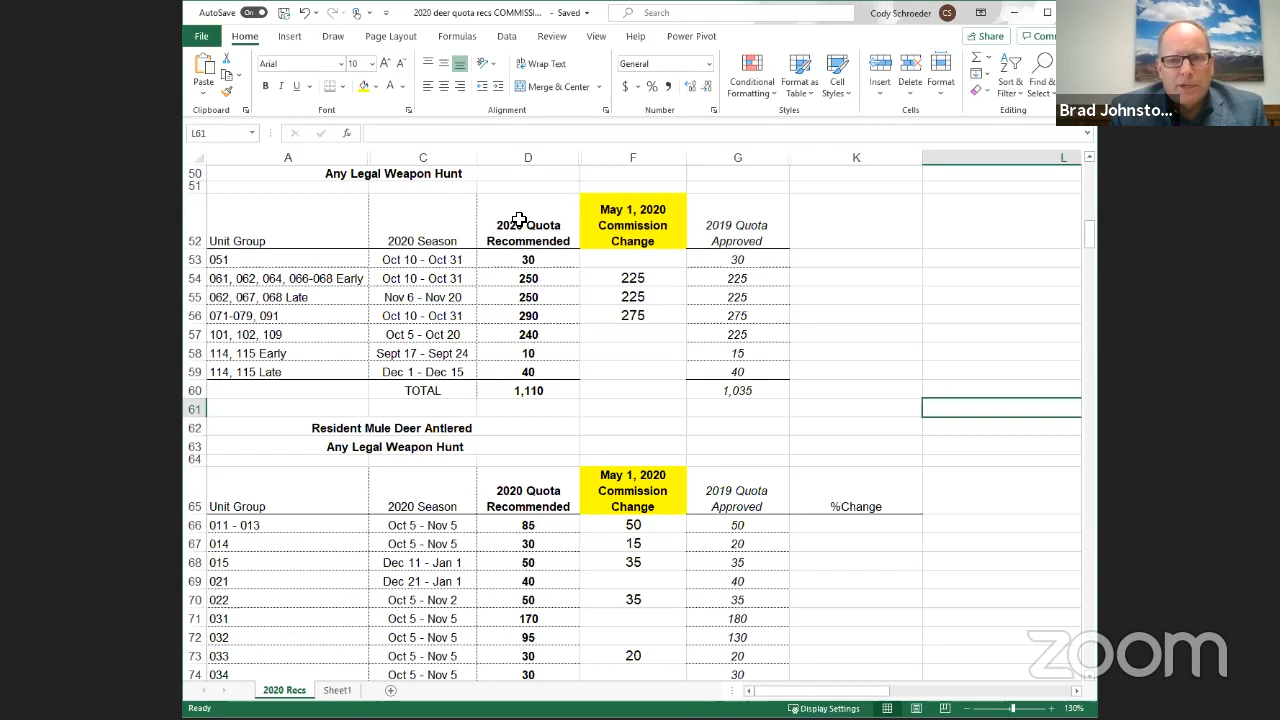 AutoSave On 2020 deer quota recs COMMISSI... - Saved Search Cody Schroeder CS
File Home Insert Draw Page Layout Formulas Data Review View Help Power Pivot Share Com
Brad Johnsto...
Paste Arial 10 A A Wrap Text General Conditional Formatting Format as Table Cell Styles Insert Delete Format Sort & Filter Find & Select
B I U A Merge & Center $ % 9
Clipboard Font Alignment Number Styles Cells Editing
L61 fx
A C D F G K L
50 Any Legal Weapon Hunt
51
52 Unit Group 2020 Season 2020 Quota Recommended May 1, 2020 Commission Change 2019 Quota Approved
53 051 Oct 10 - Oct 31 30 30
54 061, 062, 064, 066-068 Early Oct 10 - Oct 31 250 225 225
55 062, 067, 068 Late Nov 6 - Nov 20 250 225 225
56 071-079, 091 Oct 10 - Oct 31 290 275 275
57 101, 102, 109 Oct 5 - Oct 20 240 225
58 114, 115 Early Sept 17 - Sept 24 10 15
59 114, 115 Late Dec 1 - Dec 15 40 40
60 TOTAL 1,110 1,035
61
62 Resident Mule Deer Antlered
63 Any Legal Weapon Hunt
64
65 Unit Group 2020 Season 2020 Quota Recommended May 1, 2020 Commission Change 2019 Quota Approved %Change
66 011 - 013 Oct 5 - Nov 5 85 50 50
67 014 Oct 5 - Nov 5 30 15 20
68 015 Dec 11 - Jan 1 50 35 35
69 021 Dec 21 - Jan 1 40 40
70 022 Oct 5 - Nov 2 50 35 35
71 031 Oct 5 - Nov 5 170 180
72 032 Oct 5 - Nov 5 95 130
73 033 Oct 5 - Nov 5 30 20 20
74 034 Oct 5 - Nov 5 30 30
zoom
2020 Recs Sheet1
Ready Display Settings 130%